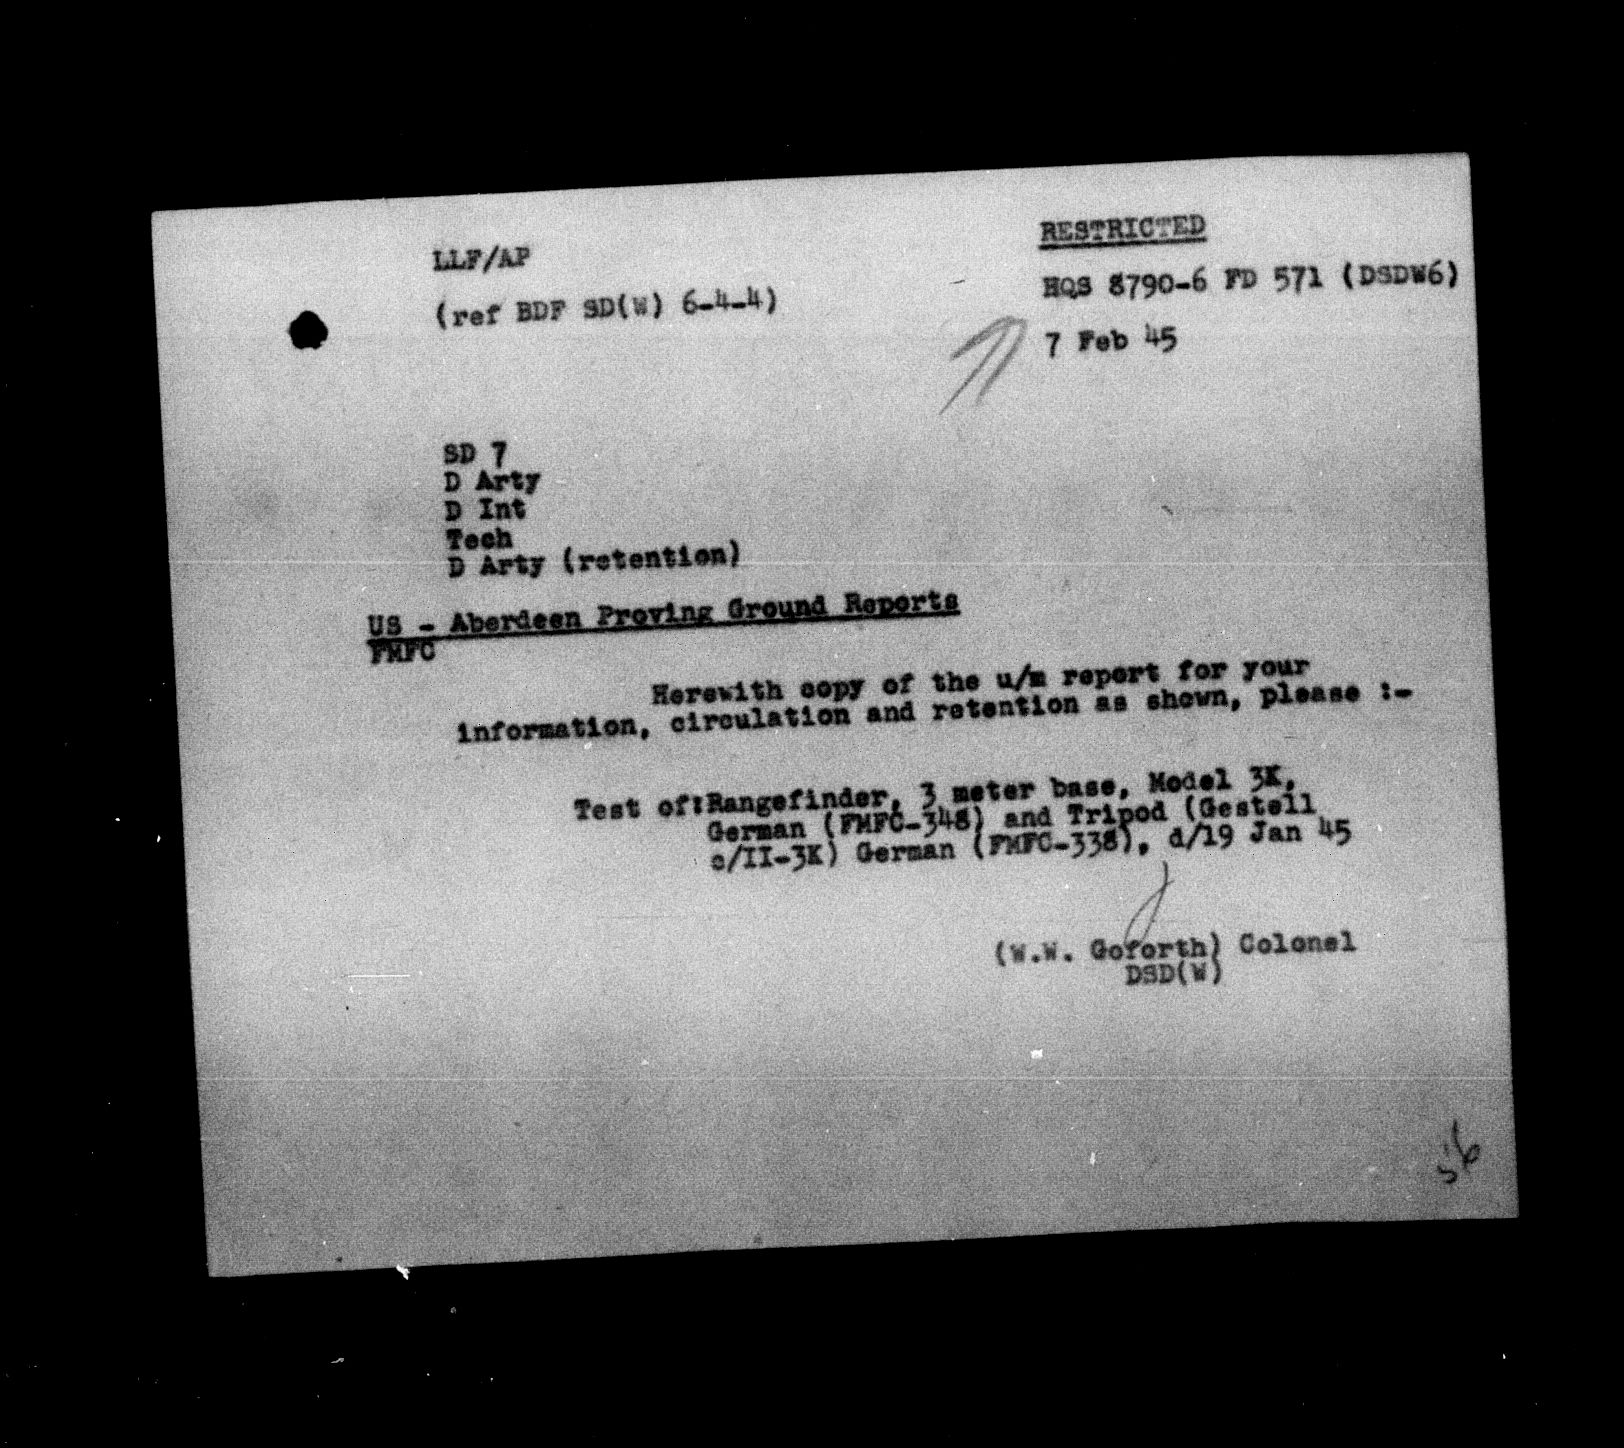 RESTRICTED
LLF/AP
HQS 8790-6 FD 571 (DSDW6)
(ref BDF SD(W) 6-4-4)
7 Feb 45
SD 7
D Arty
D Int
Tech
D Arty (retention)
US - Aberdeen Proving Ground Reports
FMFC
Herewith copy of the u/m report for your
information, circulation and retention as shown, please :-
Test of:Rangefinder, 3 meter base, Model 3K,
German (FMFC-348) and Tripod (Gestell
c/II-3K) German (FMFC-338), d/19 Jan 45
(W.W. Goforth) Colonel
DSD(W)